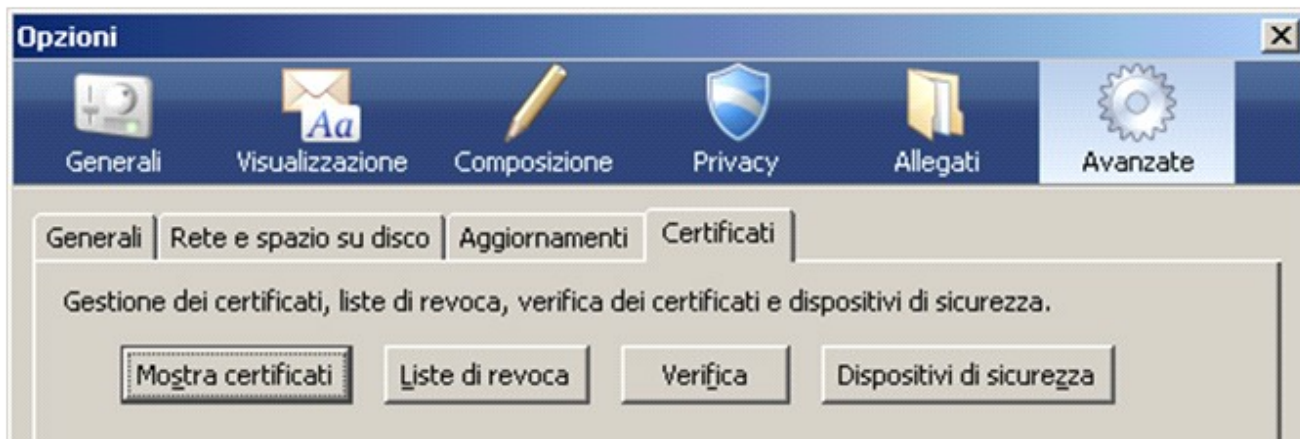 Opzioni
Aa
Generali Visualizzazione Composizione Privacy Allegati Avanzate
Generali Rete e spazio su disco Aggiornamenti Certificati
Gestione dei certificati, liste di revoca, verifica dei certificati e dispositivi di sicurezza.
Mostra certificati Liste di revoca Verifica Dispositivi di sicurezza